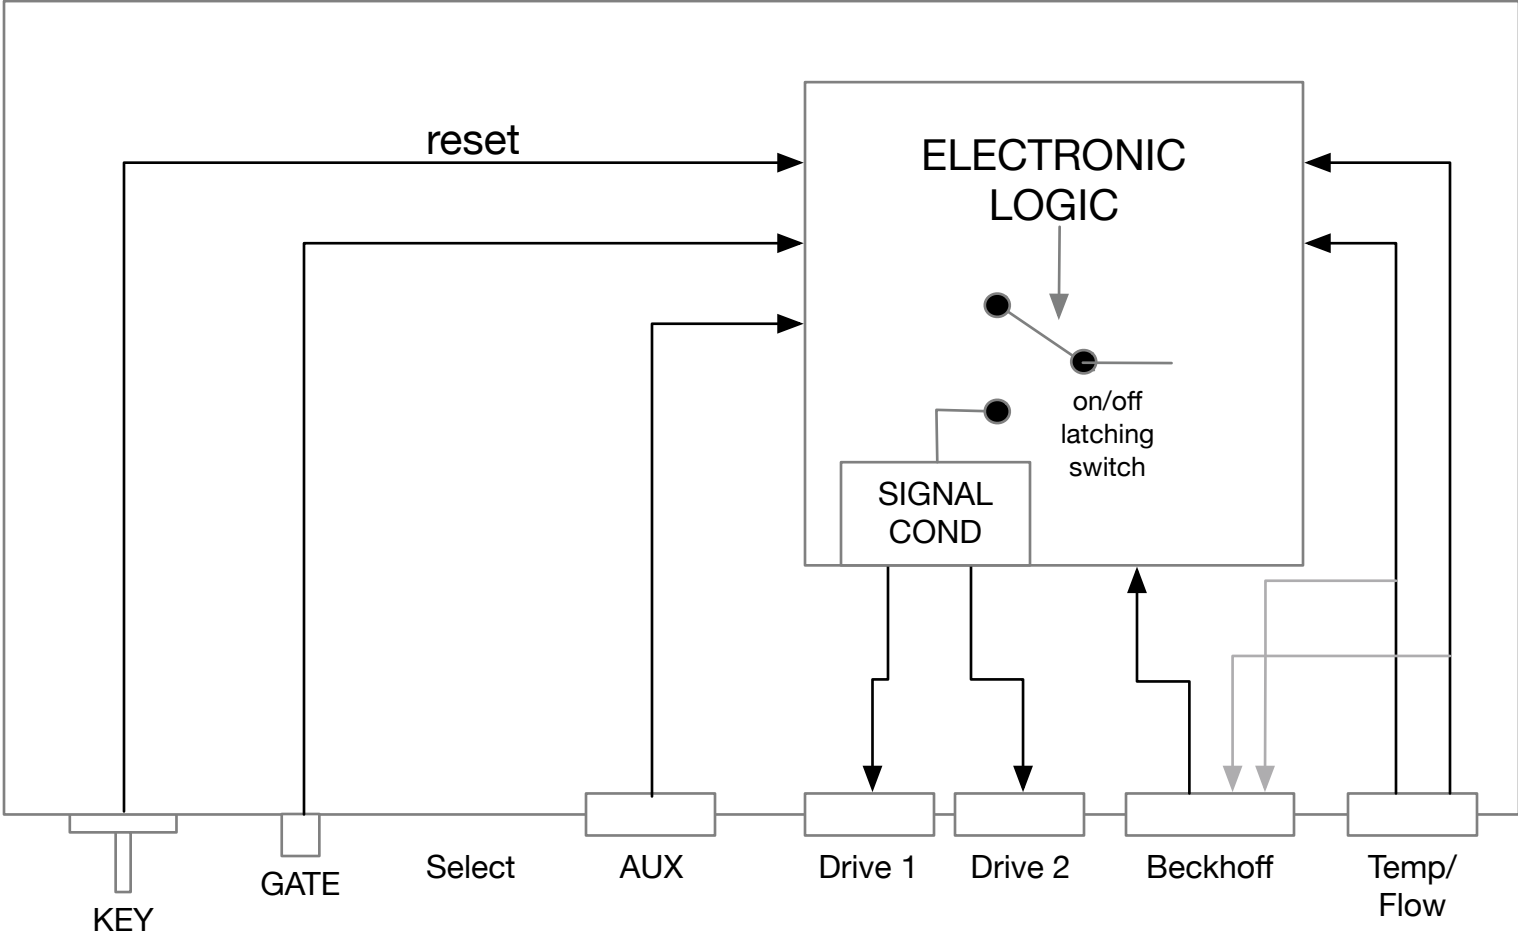 reset
ELECTRONIC
LOGIC
on/off
latching
switch
SIGNAL
COND
KEY
GATE
Select
AUX
Drive 1
Drive 2
Beckhoff
Temp/
Flow